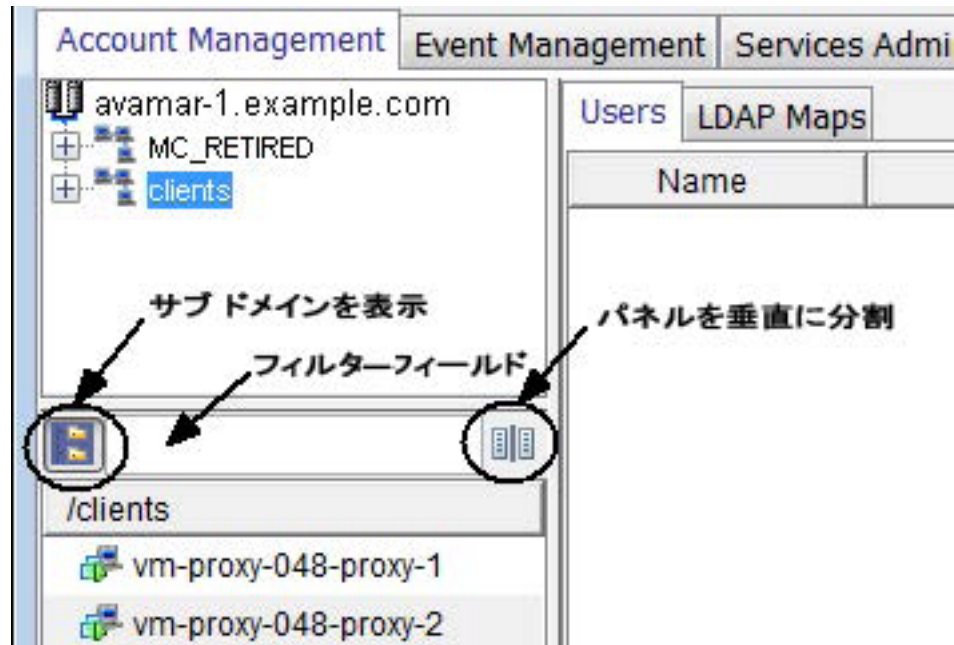 Account Management
Event Management
Services Admi
avamar-1.example.com
MC_RETIRED
clients
Users
LDAP Maps
Name
サブ ドメインを表示
パネルを垂直に分割
フィルターフィールド
/clients
vm-proxy-048-proxy-1
vm-proxy-048-proxy-2